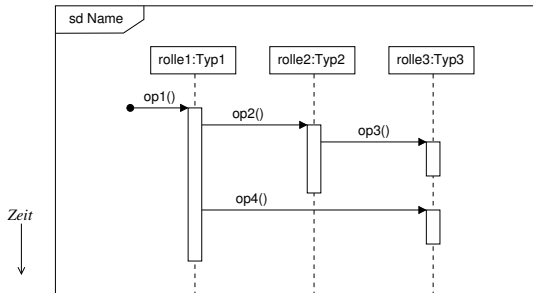 sd Name
rolle1:Typ1
rolle2:Typ2
rolle3:Typ3
op1()
op2()
op3()
op4()
Zeit